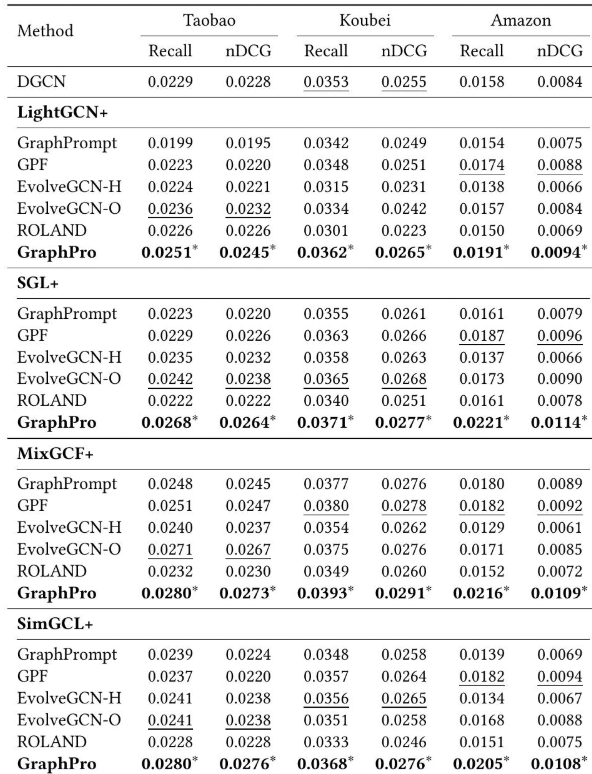 Method Taobao Koubei Amazon
Recall nDCG Recall nDCG Recall nDCG
DGCN 0.0229 0.0228 0.0353 0.0255 0.0158 0.0084
LightGCN+
GraphPrompt 0.0199 0.0195 0.0342 0.0249 0.0154 0.0075
GPF 0.0223 0.0220 0.0348 0.0251 0.0174 0.0088
EvolveGCN-H 0.0224 0.0221 0.0315 0.0231 0.0138 0.0066
EvolveGCN-O 0.0236 0.0232 0.0334 0.0242 0.0157 0.0084
ROLAND 0.0226 0.0226 0.0301 0.0223 0.0150 0.0069
GraphPro 0.0251* 0.0245* 0.0362* 0.0265* 0.0191* 0.0094*
SGL+
GraphPrompt 0.0223 0.0220 0.0355 0.0261 0.0161 0.0079
GPF 0.0229 0.0226 0.0363 0.0266 0.0187 0.0096
EvolveGCN-H 0.0235 0.0232 0.0358 0.0263 0.0137 0.0066
EvolveGCN-O 0.0242 0.0238 0.0365 0.0268 0.0173 0.0090
ROLAND 0.0222 0.0222 0.0340 0.0251 0.0161 0.0078
GraphPro 0.0268* 0.0264* 0.0371* 0.0277* 0.0221* 0.0114*
MixGCF+
GraphPrompt 0.0248 0.0245 0.0377 0.0276 0.0180 0.0089
GPF 0.0251 0.0247 0.0380 0.0278 0.0182 0.0092
EvolveGCN-H 0.0240 0.0237 0.0354 0.0262 0.0129 0.0061
EvolveGCN-O 0.0271 0.0267 0.0375 0.0276 0.0171 0.0085
ROLAND 0.0232 0.0230 0.0349 0.0260 0.0152 0.0072
GraphPro 0.0280* 0.0273* 0.0393* 0.0291* 0.0216* 0.0109*
SimGCL+
GraphPrompt 0.0239 0.0224 0.0348 0.0258 0.0139 0.0069
GPF 0.0237 0.0220 0.0357 0.0264 0.0182 0.0094
EvolveGCN-H 0.0241 0.0238 0.0356 0.0265 0.0134 0.0067
EvolveGCN-O 0.0241 0.0238 0.0351 0.0258 0.0168 0.0088
ROLAND 0.0228 0.0228 0.0333 0.0246 0.0151 0.0075
GraphPro 0.0280* 0.0276* 0.0368* 0.0276* 0.0205* 0.0108*